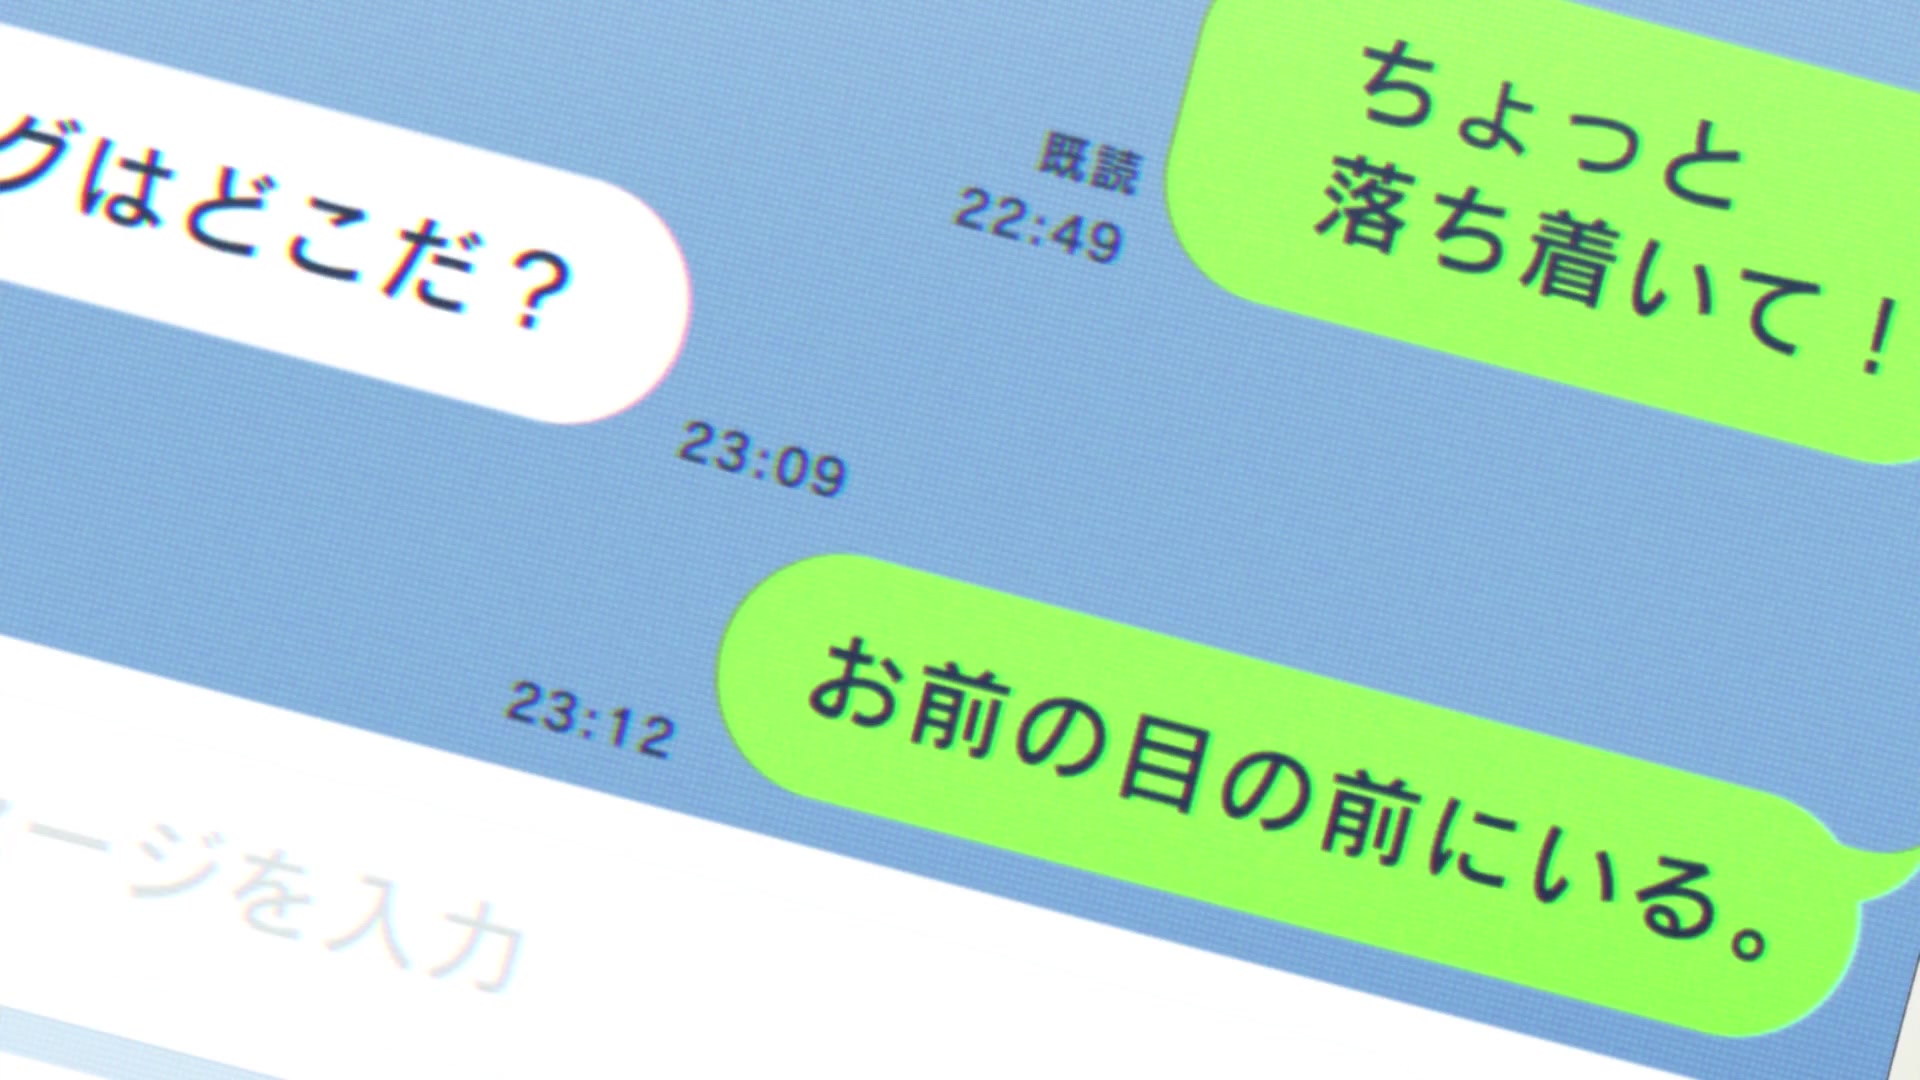 ちょっと
落ち着いて！
既読
22:49
グはどこだ？
23:09
お前の目の前にいる。
23:12
ージを入力